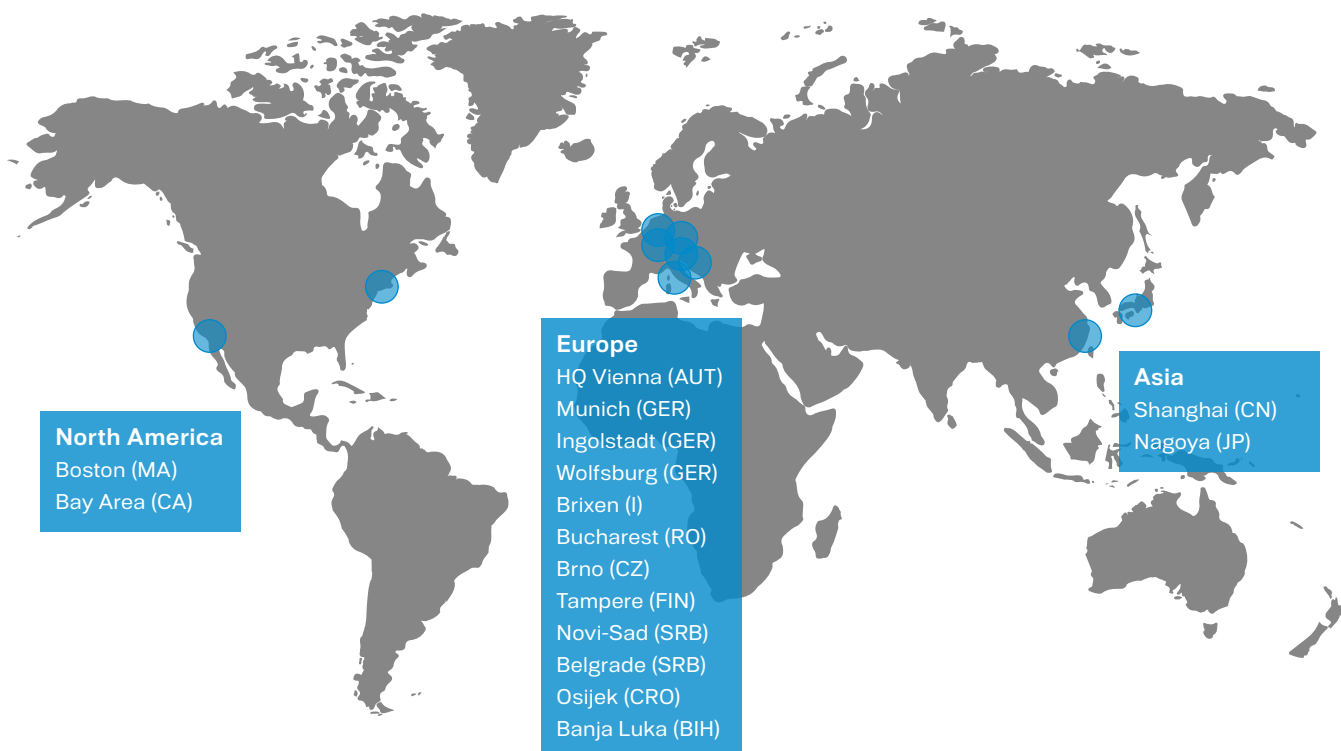 North America
Boston (MA)
Bay Area (CA)
Europe
HQ Vienna (AUT)
Munich (GER)
Ingolstadt (GER)
Wolfsburg (GER)
Brixen (I)
Bucharest (RO)
Brno (CZ)
Tampere (FIN)
Novi-Sad (SRB)
Belgrade (SRB)
Osijek (CRO)
Banja Luka (BIH)
Asia
Shanghai (CN)
Nagoya (JP)